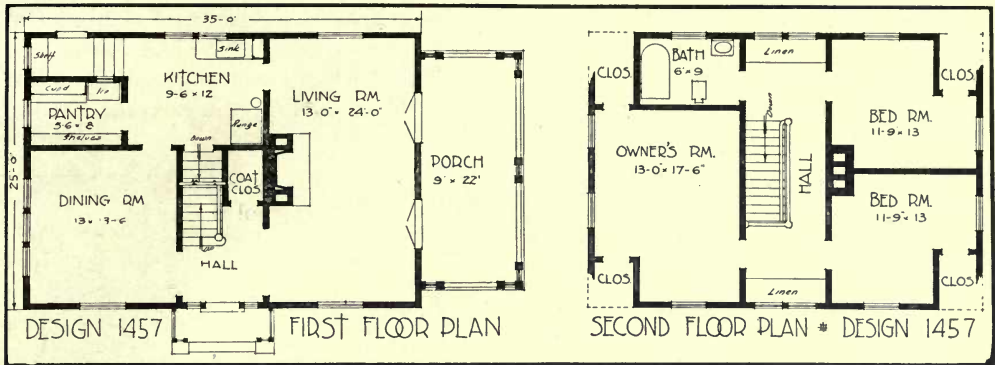 35-0"
25-0"
Shelf
Sink
KITCHEN
9-6 x 12
Cupd
Ice
PANTRY
5-6 x 8
Shelves
Range
LIVING RM.
13-0" x 24-0"
PORCH
9' x 22'
Down
COAT
CLOS
DINING RM
13 x 13-6
Up
HALL
DESIGN 1457
FIRST FLOOR PLAN
BATH
6 x 9
Linen
CLOS.
CLOS
BED RM.
11-9 x 13
OWNER'S RM.
13-0 x 17-6"
Down
HALL
BED RM.
11-9" x 13
CLOS.
CLOS.
Linen
SECOND FLOOR PLAN * DESIGN 1457